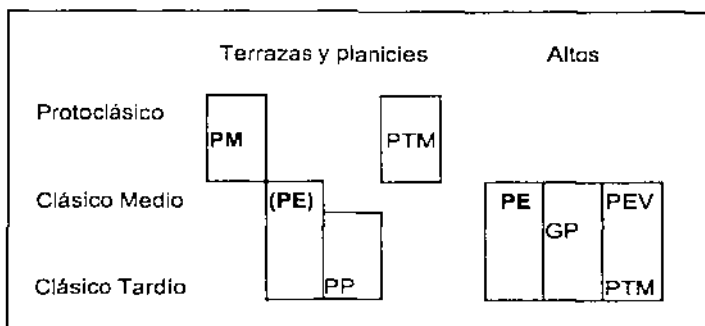 Terrazas y planicies Altos
Protoclásico
PM PTM
Clásico Medio (PE) PE PEV
GP
Clásico Tardío PP PTM